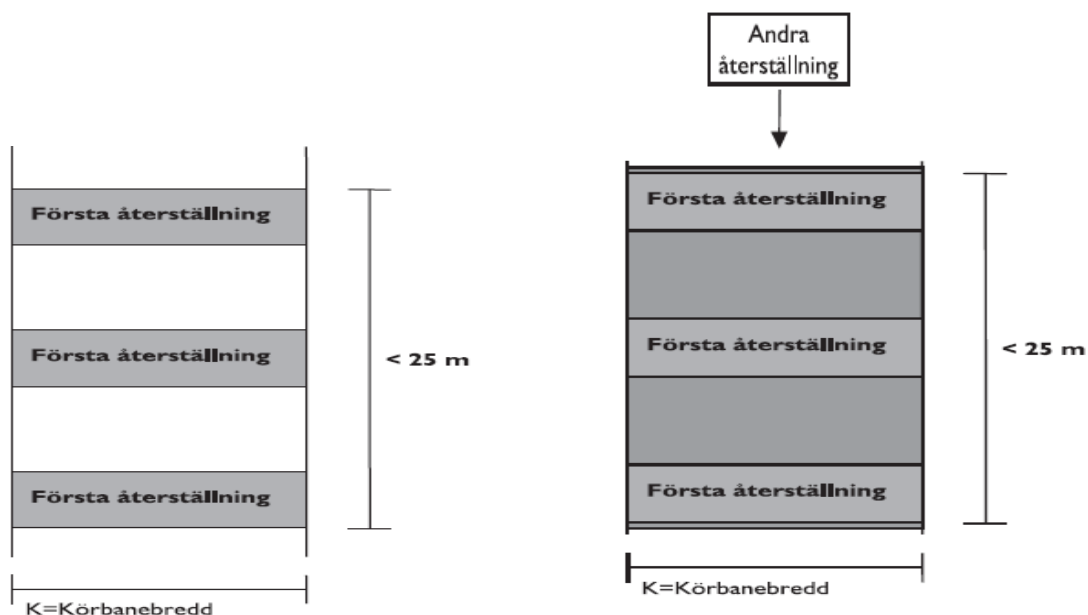 Andra
återställning
Första återställning
Första återställning
Första återställning
< 25 m
K=Körbanebredd
Första återställning
Första återställning
Första återställning
< 25 m
K=Körbanebredd